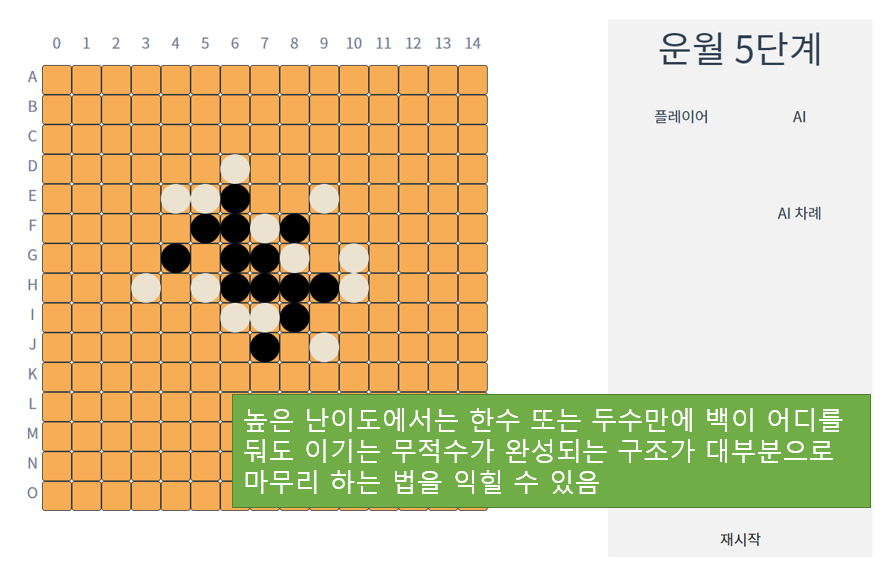 운월 5단계
0 1 2 3 4 5 6 7 8 9 10 11 12 13 14
플레이어 AI
A
B
C
D
E
AI 차례
F
G
H
I
J
K
L
M
N
O
높은 난이도에서는 한수 또는 두수만에 백이 어디를
둬도 이기는 무적수가 완성되는 구조가 대부분으로
마무리 하는 법을 익힐 수 있음
재시작